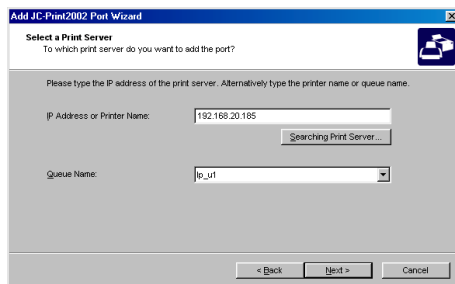 Add JC-Print2002 Port Wizard
Select a Print Server
To which print server do you want to add the port?
Please type the IP address of the print server. Alternatively type the printer name or queue name.
IP Address or Printer Name:
192.168.20.185
Searching Print Server...
Queue Name:
lp_u1
< Back
Next >
Cancel